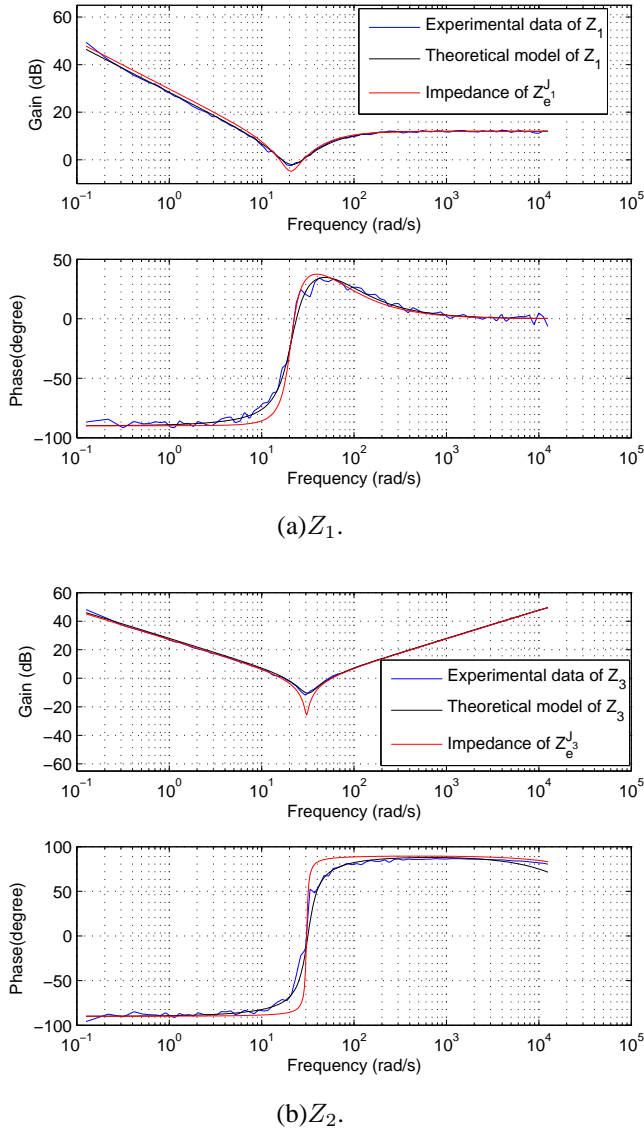 60
40
20
0
Gain (dB)
Experimental data of Z₁
Theoretical model of Z₁
Impedance of Zₑᴶ¹
10⁻¹ 10⁰ 10¹ 10² 10³ 10⁴ 10⁵
Frequency (rad/s)
50
0
−50
−100
Phase(degree)
10⁻¹ 10⁰ 10¹ 10² 10³ 10⁴ 10⁵
Frequency (rad/s)
(a)Z₁.
60
40
20
0
−20
−40
−60
Gain (dB)
Experimental data of Z₃
Theoretical model of Z₃
Impedance of Zₑᴶ³
10⁻¹ 10⁰ 10¹ 10² 10³ 10⁴ 10⁵
Frequency (rad/s)
100
50
0
−50
−100
Phase(degree)
10⁻¹ 10⁰ 10¹ 10² 10³ 10⁴ 10⁵
Frequency (rad/s)
(b)Z₂.